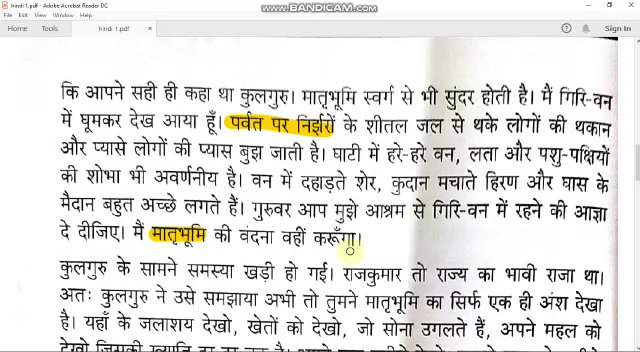 WWW.BANDICAM.COM
hindi 1.pdf - Adobe Acrobat Reader DC
File Edit View Window Help
Home Tools hindi 1.pdf × Sign In
कि आपने सही ही कहा था कुलगुरु। मातृभूमि स्वर्ग से भी सुंदर होती है। मैं गिरि-वन
में घूमकर देख आया हूँ। पर्वत पर निर्झरों के शीतल जल से थके लोगों की थकान
और प्यासे लोगों की प्यास बुझ जाती है। घाटी में हरे-हरे वन, लता और पशु-पक्षियों
की शोभा भी अवर्णनीय है। वन में दहाड़ते शेर, कुदान मचाते हिरण और घास के
मैदान बहुत अच्छे लगते हैं। गुरुवर आप मुझे आश्रम से गिरि-वन में रहने की आज्ञा
दे दीजिए। मैं मातृभूमि की वंदना वहीं करूँगा।
कुलगुरु के सामने समस्या खड़ी हो गई। राजकुमार तो राज्य का भावी राजा था।
अतः कुलगुरु ने उसे समझाया अभी तो तुमने मातृभूमि का सिर्फ एक ही अंश देखा
है। यहाँ के जलाशय देखो, खेतों को देखो, जो सोना उगलते हैं, अपने महल को